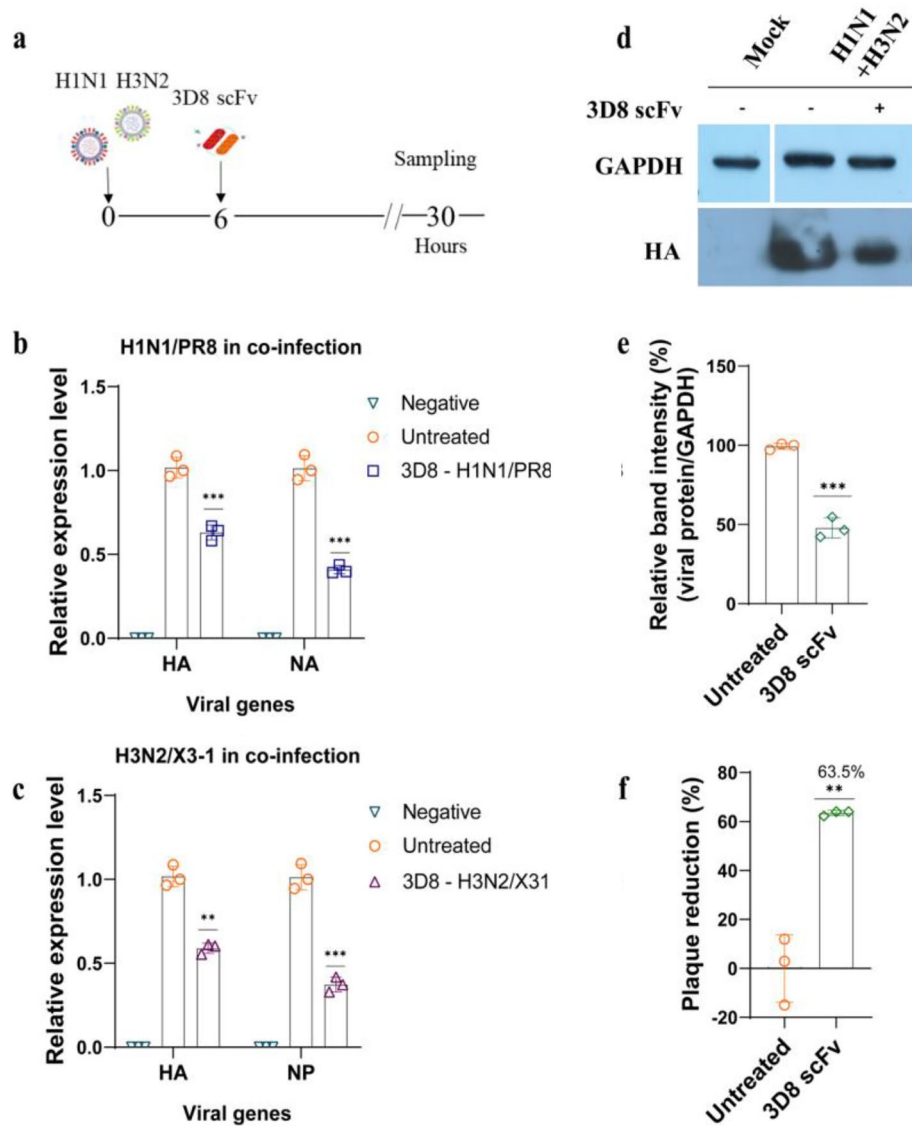 a
H1N1 H3N2
3D8 scFv
Sampling
0
6
//
30
Hours
b
H1N1/PR8 in co-infection
Relative expression level
1.5
1.0
0.5
0.0
HA
NA
Viral genes
Negative
Untreated
3D8 - H1N1/PR8
***
***
c
H3N2/X3-1 in co-infection
Relative expression level
1.5
1.0
0.5
0.0
HA
NP
Viral genes
Negative
Untreated
3D8 - H3N2/X31
**
***
d
Mock
H1N1
+H3N2
3D8 scFv
- - +
GAPDH
HA
e
Relative band intensity (%)
(viral protein/GAPDH)
150
100
50
0
***
Untreated
3D8 scFv
f
Plaque reduction (%)
80
60
40
20
0
-20
63.5%
**
Untreated
3D8 scFv